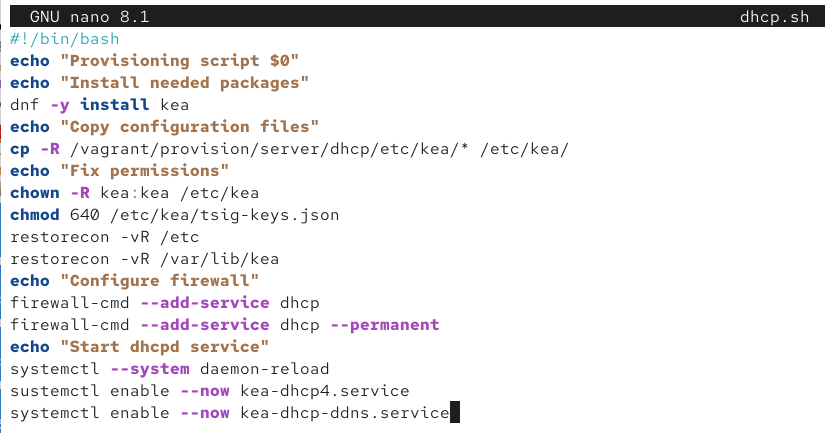 GNU nano 8.1 dhcp.sh
#!/bin/bash
echo "Provisioning script $0"
echo "Install needed packages"
dnf -y install kea
echo "Copy configuration files"
cp -R /vagrant/provision/server/dhcp/etc/kea/* /etc/kea/
echo "Fix permissions"
chown -R kea:kea /etc/kea
chmod 640 /etc/kea/tsig-keys.json
restorecon -vR /etc
restorecon -vR /var/lib/kea
echo "Configure firewall"
firewall-cmd --add-service dhcp
firewall-cmd --add-service dhcp --permanent
echo "Start dhcpd service"
systemctl --system daemon-reload
sustemctl enable --now kea-dhcp4.service
systemctl enable --now kea-dhcp-ddns.service